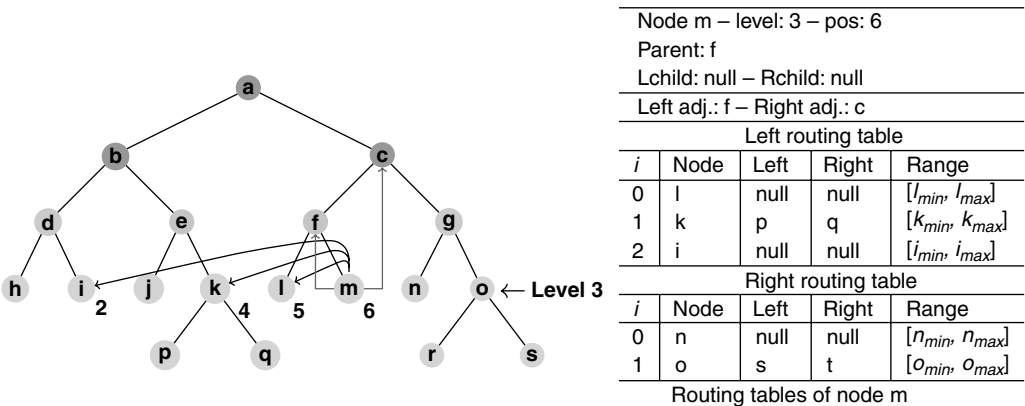 a
b
c
d
e
f
g
h
i
j
k
l
m
n
o
← Level 3
2
4
5
6
p
q
r
s
Node m – level: 3 – pos: 6
Parent: f
Lchild: null – Rchild: null
Left adj.: f – Right adj.: c
Left routing table
i Node Left Right Range
0 l null null [lmin, lmax]
1 k p q [kmin, kmax]
2 i null null [imin, imax]
Right routing table
i Node Left Right Range
0 n null null [nmin, nmax]
1 o s t [omin, omax]
Routing tables of node m